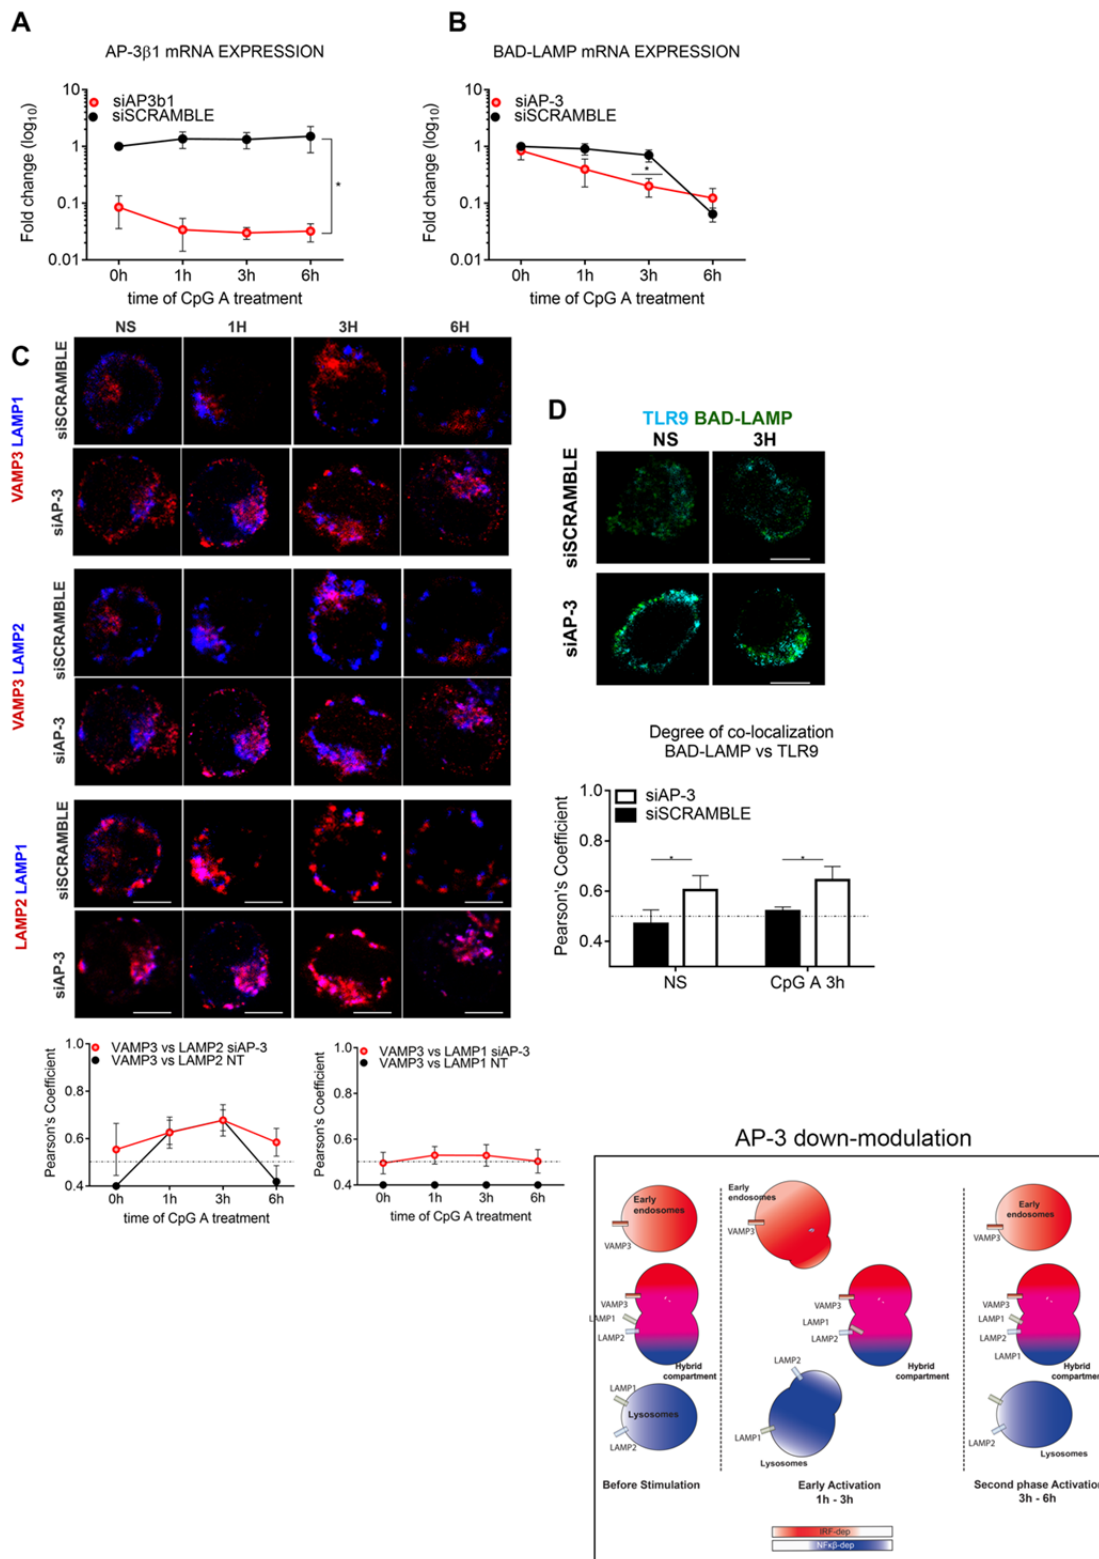 A
AP-3β1 mRNA EXPRESSION
siAP3b1
siSCRAMBLE
Fold change (log10)
10
1
0.1
0.01
*
0h 1h 3h 6h
time of CpG A treatment
B
BAD-LAMP mRNA EXPRESSION
siAP-3
siSCRAMBLE
Fold change (log10)
10
1
0.1
0.01
*
0h 1h 3h 6h
time of CpG A treatment
C
NS 1H 3H 6H
VAMP3 LAMP1
siSCRAMBLE
siAP-3
VAMP3 LAMP2
siSCRAMBLE
siAP-3
LAMP2 LAMP1
siSCRAMBLE
siAP-3
VAMP3 vs LAMP2 siAP-3
VAMP3 vs LAMP2 NT
Pearson's Coefficient
1.0
0.8
0.6
0.4
0h 1h 3h 6h
time of CpG A treatment
VAMP3 vs LAMP1 siAP-3
VAMP3 vs LAMP1 NT
Pearson's Coefficient
1.0
0.8
0.6
0.4
0h 1h 3h 6h
time of CpG A treatment
D
TLR9 BAD-LAMP
NS 3H
siSCRAMBLE
siAP-3
Degree of co-localization
BAD-LAMP vs TLR9
siAP-3
siSCRAMBLE
Pearson's Coefficient
1.0
0.8
0.6
0.4
* *
NS CpG A 3h
AP-3 down-modulation
Early
endosomes
VAMP3
VAMP3
LAMP1
LAMP2
Hybrid
compartment
LAMP1
Lysosomes
LAMP2
Before Stimulation
Early
endosomes
VAMP3
VAMP3
LAMP1
LAMP2
Hybrid
compartment
LAMP2
LAMP1
Lysosomes
Early Activation
1h - 3h
Early
endosomes
VAMP3
VAMP3
LAMP1
LAMP2
LAMP1
Hybrid
compartment
LAMP2
Lysosomes
Second phase Activation
3h - 6h
IRF-dep
NFκβ-dep